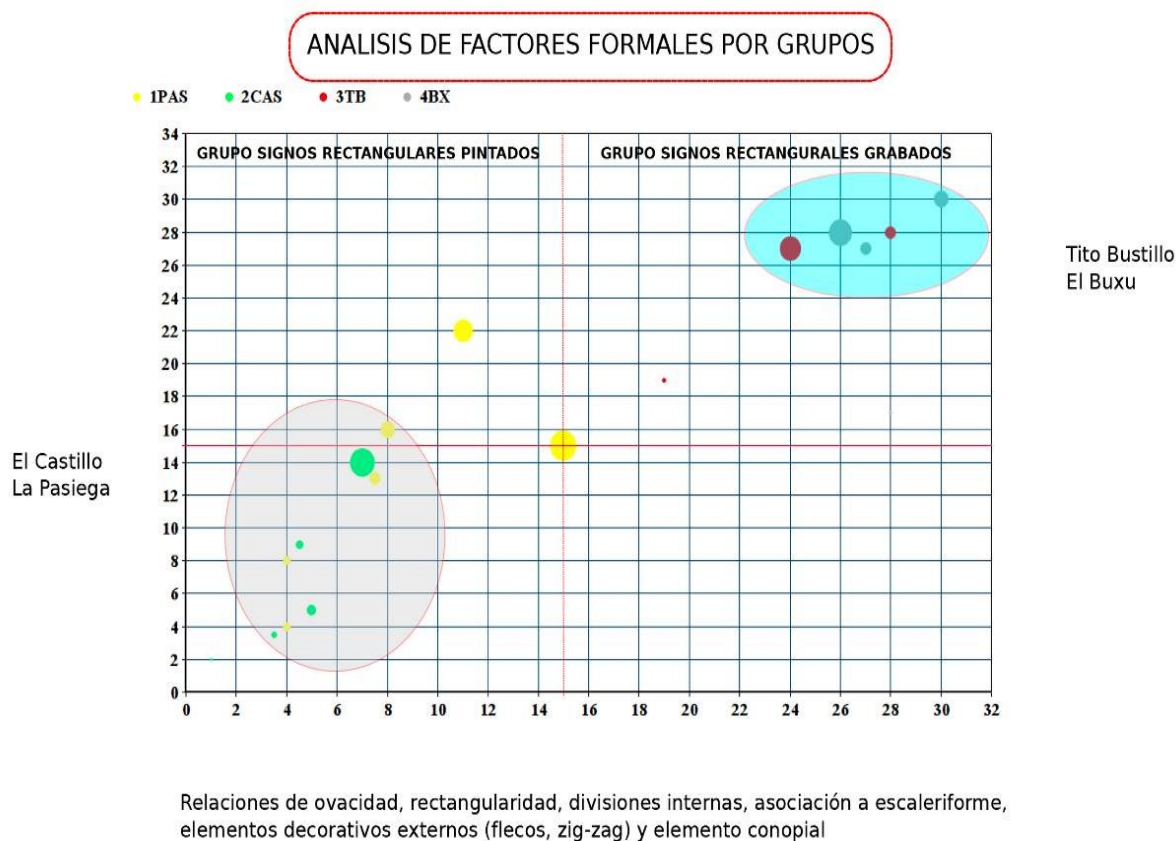 ANALISIS DE FACTORES FORMALES POR GRUPOS
1PAS 2CAS 3TB 4BX
GRUPO SIGNOS RECTANGULARES PINTADOS GRUPO SIGNOS RECTANGURALES GRABADOS
34
32
30
28
26
24
22
20
18
16
14
12
10
8
6
4
2
0
0 2 4 6 8 10 12 14 16 18 20 22 24 26 28 30 32
Tito Bustillo
El Buxu
El Castillo
La Pasiega
Relaciones de ovacidad, rectangularidad, divisiones internas, asociación a escaleriforme,
elementos decorativos externos (flecos, zig-zag) y elemento conopial